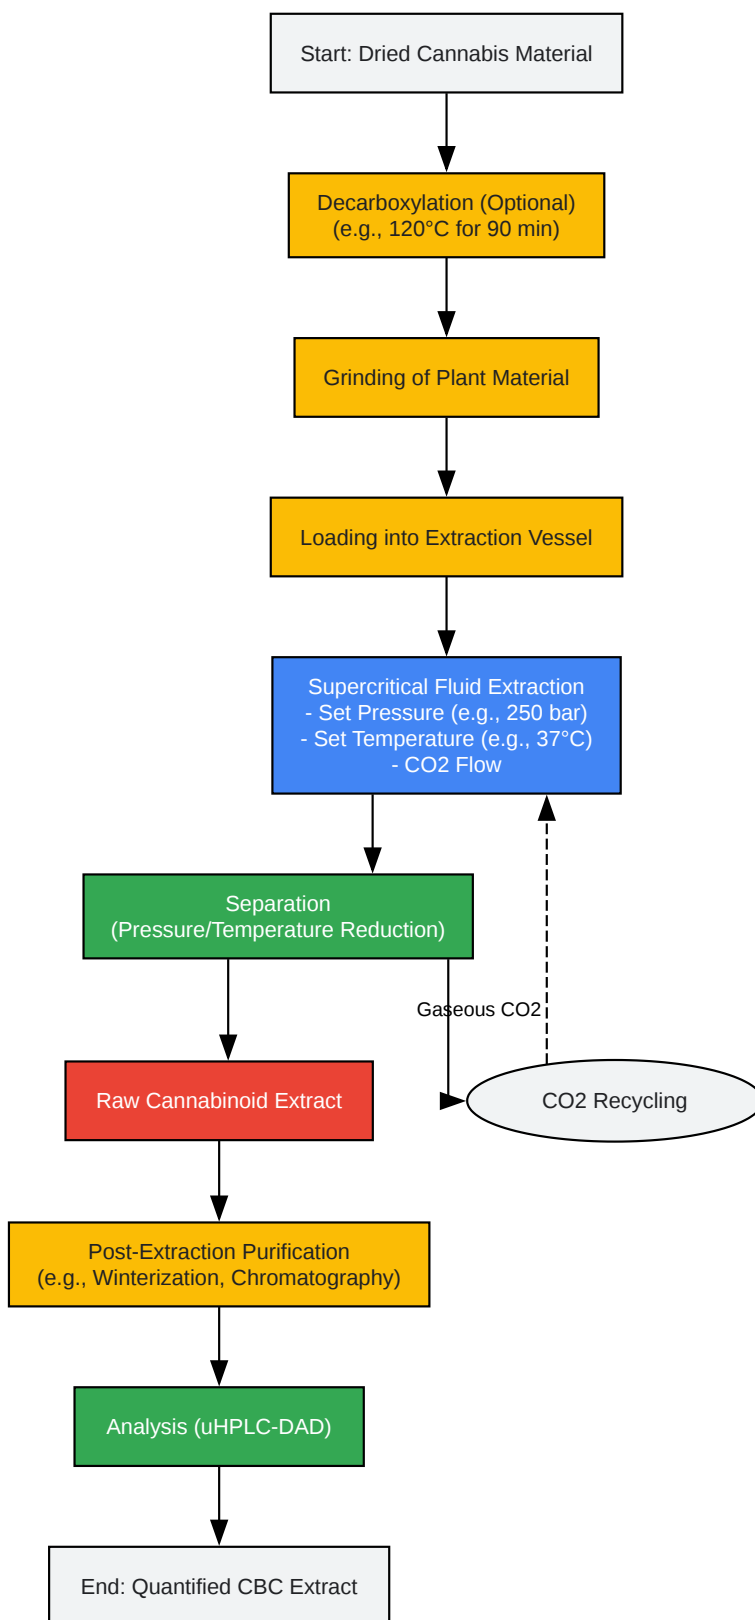 Start: Dried Cannabis Material
Decarboxylation (Optional)
(e.g., 120°C for 90 min)
Grinding of Plant Material
Loading into Extraction Vessel
Supercritical Fluid Extraction
- Set Pressure (e.g., 250 bar)
- Set Temperature (e.g., 37°C)
- CO2 Flow
Separation
(Pressure/Temperature Reduction)
Gaseous CO2
Raw Cannabinoid Extract
CO2 Recycling
Post-Extraction Purification
(e.g., Winterization, Chromatography)
Analysis (uHPLC-DAD)
End: Quantified CBC Extract